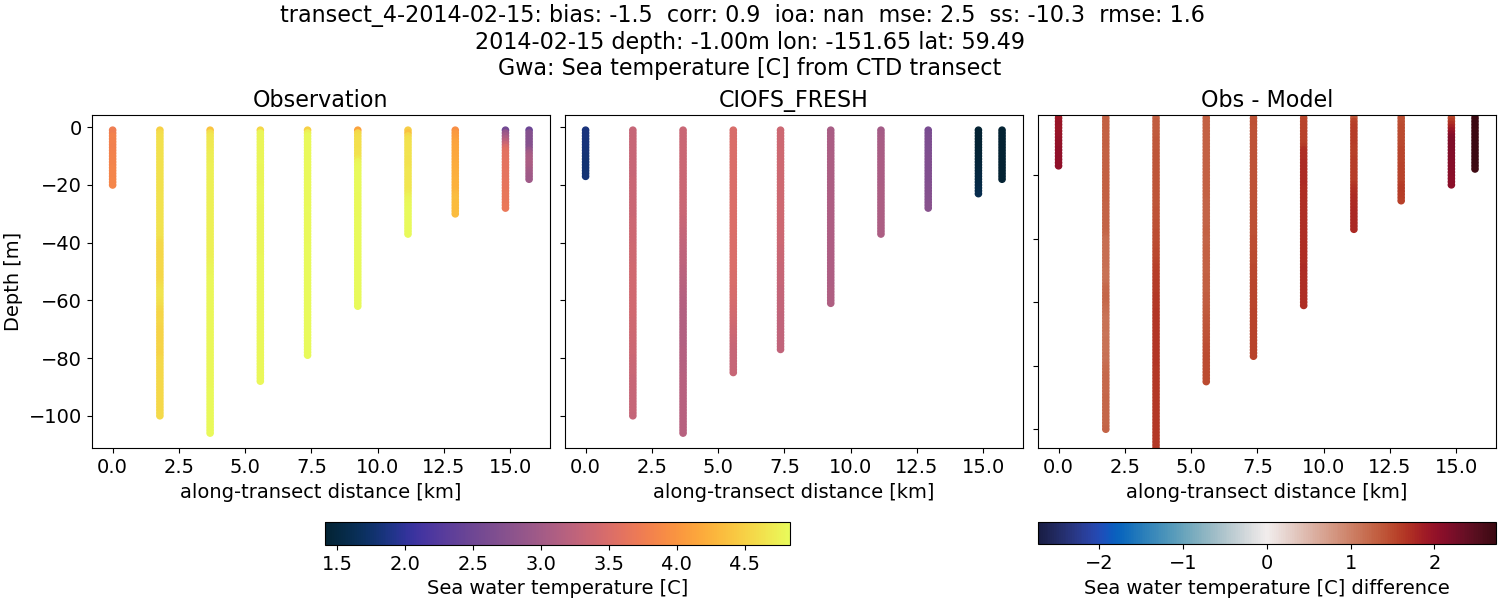 transect_4-2014-02-15: bias: -1.5  corr: 0.9  ioa: nan  mse: 2.5  ss: -10.3  rmse: 1.6
2014-02-15 depth: -1.00m lon: -151.65 lat: 59.49
Gwa: Sea temperature [C] from CTD transect
Observation
CIOFS_FRESH
Obs - Model
Depth [m]
0
−20
−40
−60
−80
−100
0.0 2.5 5.0 7.5 10.0 12.5 15.0
0.0 2.5 5.0 7.5 10.0 12.5 15.0
0.0 2.5 5.0 7.5 10.0 12.5 15.0
along-transect distance [km]
along-transect distance [km]
along-transect distance [km]
1.5 2.0 2.5 3.0 3.5 4.0 4.5
Sea water temperature [C]
−2 −1 0 1 2
Sea water temperature [C] difference